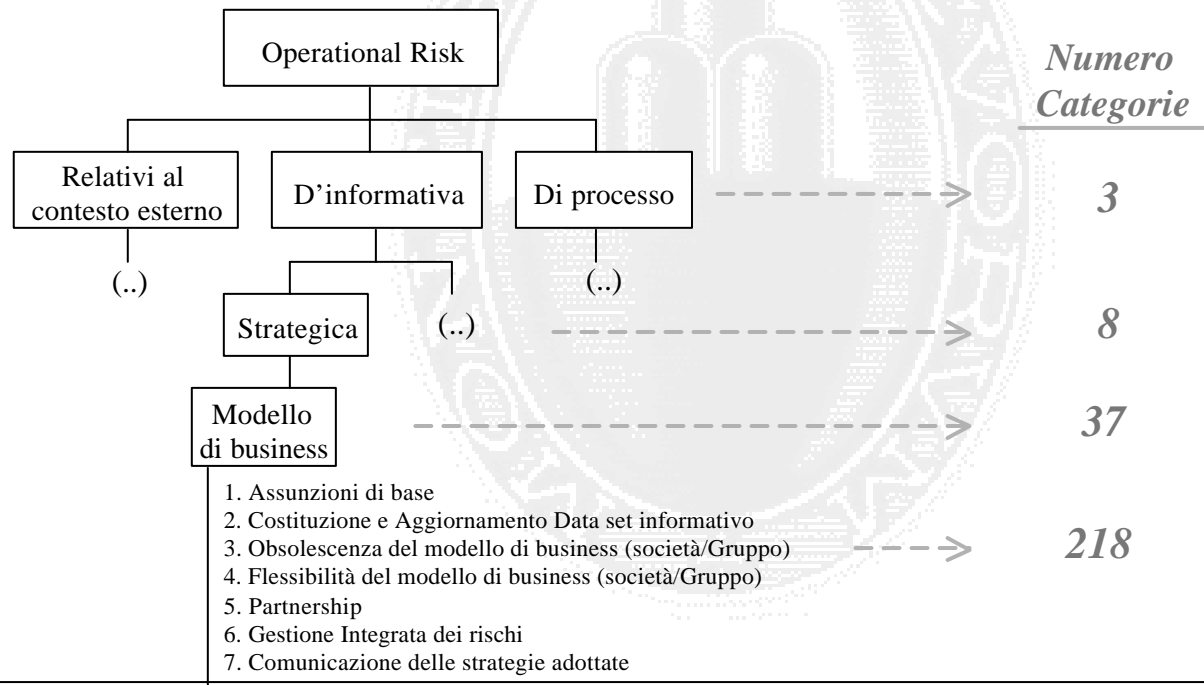 Operational Risk
Numero
Categorie
Relativi al
contesto esterno
D’informativa
Di processo
3
(..)
(..)
Strategica
(..)
8
Modello
di business
37
1. Assunzioni di base
2. Costituzione e Aggiornamento Data set informativo
3. Obsolescenza del modello di business (società/Gruppo)
218
4. Flessibilità del modello di business (società/Gruppo)
5. Partnership
6. Gestione Integrata dei rischi
7. Comunicazione delle strategie adottate